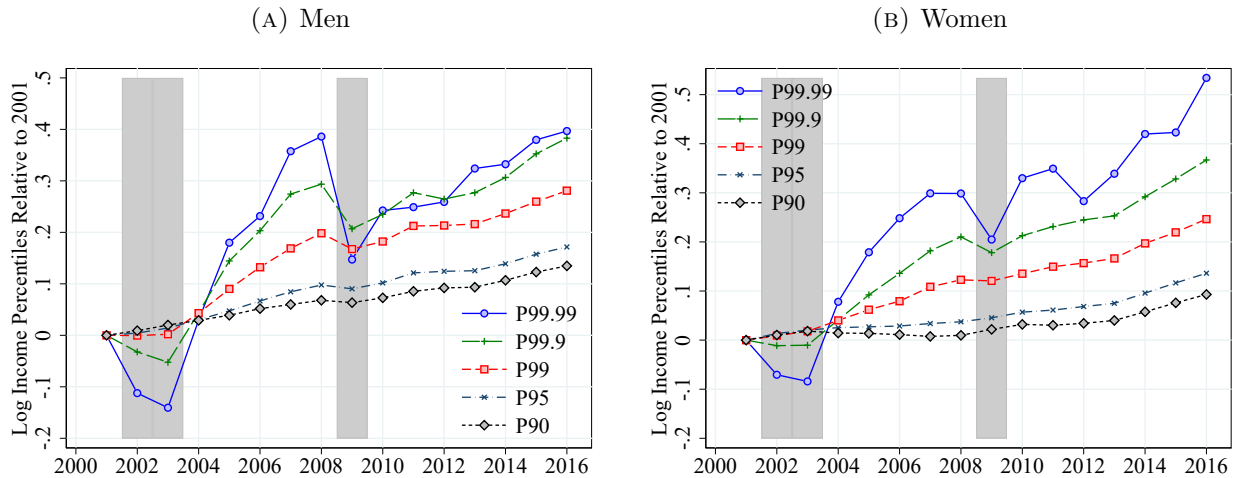 (A) Men
Log Income Percentiles Relative to 2001
.5
.4
.3
.2
.1
0
-.1
-.2
P99.99
P99.9
P99
P95
P90
2000 2002 2004 2006 2008 2010 2012 2014 2016
(B) Women
Log Income Percentiles Relative to 2001
.5
.4
.3
.2
.1
0
-.1
-.2
P99.99
P99.9
P99
P95
P90
2000 2002 2004 2006 2008 2010 2012 2014 2016